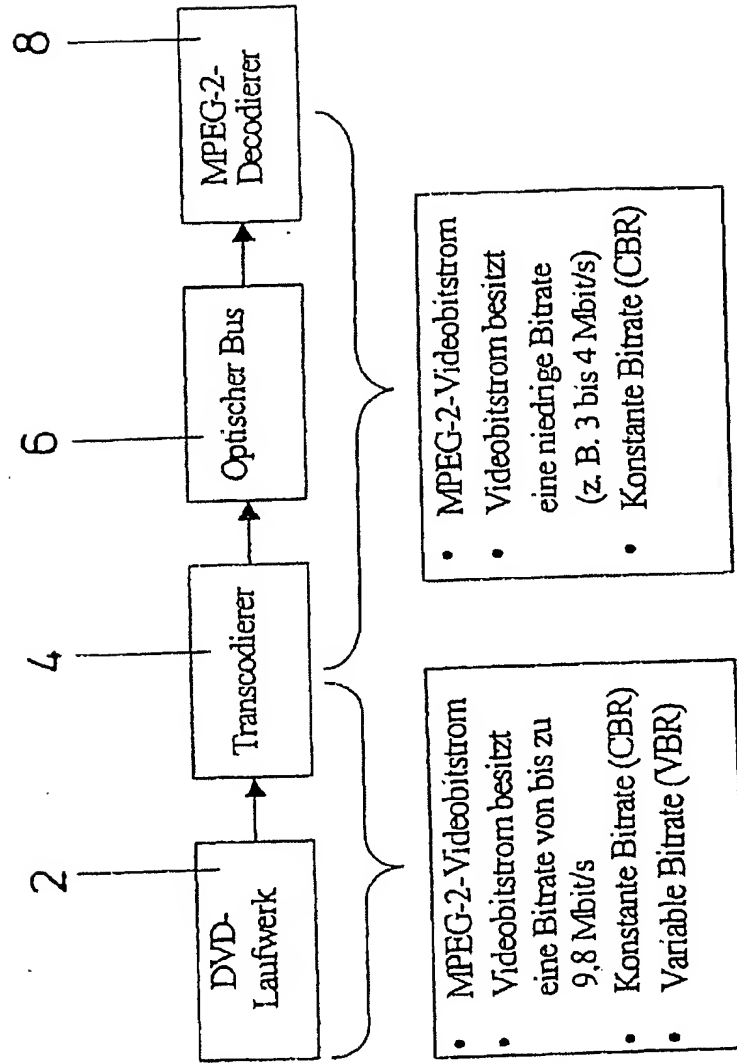 2
4
6
8
DVD-
Laufwerk
Transcodierer
Optischer Bus
MPEG-2-
Decodierer
• MPEG-2-Videobitstrom
• Videobitstrom besitzt
eine Bitrate von bis zu
9,8 Mbit/s
• Konstante Bitrate (CBR)
• Variable Bitrate (VBR)
• MPEG-2-Videobitstrom
• Videobitstrom besitzt
eine niedrige Bitrate
(z. B. 3 bis 4 Mbit/s)
• Konstante Bitrate (CBR)